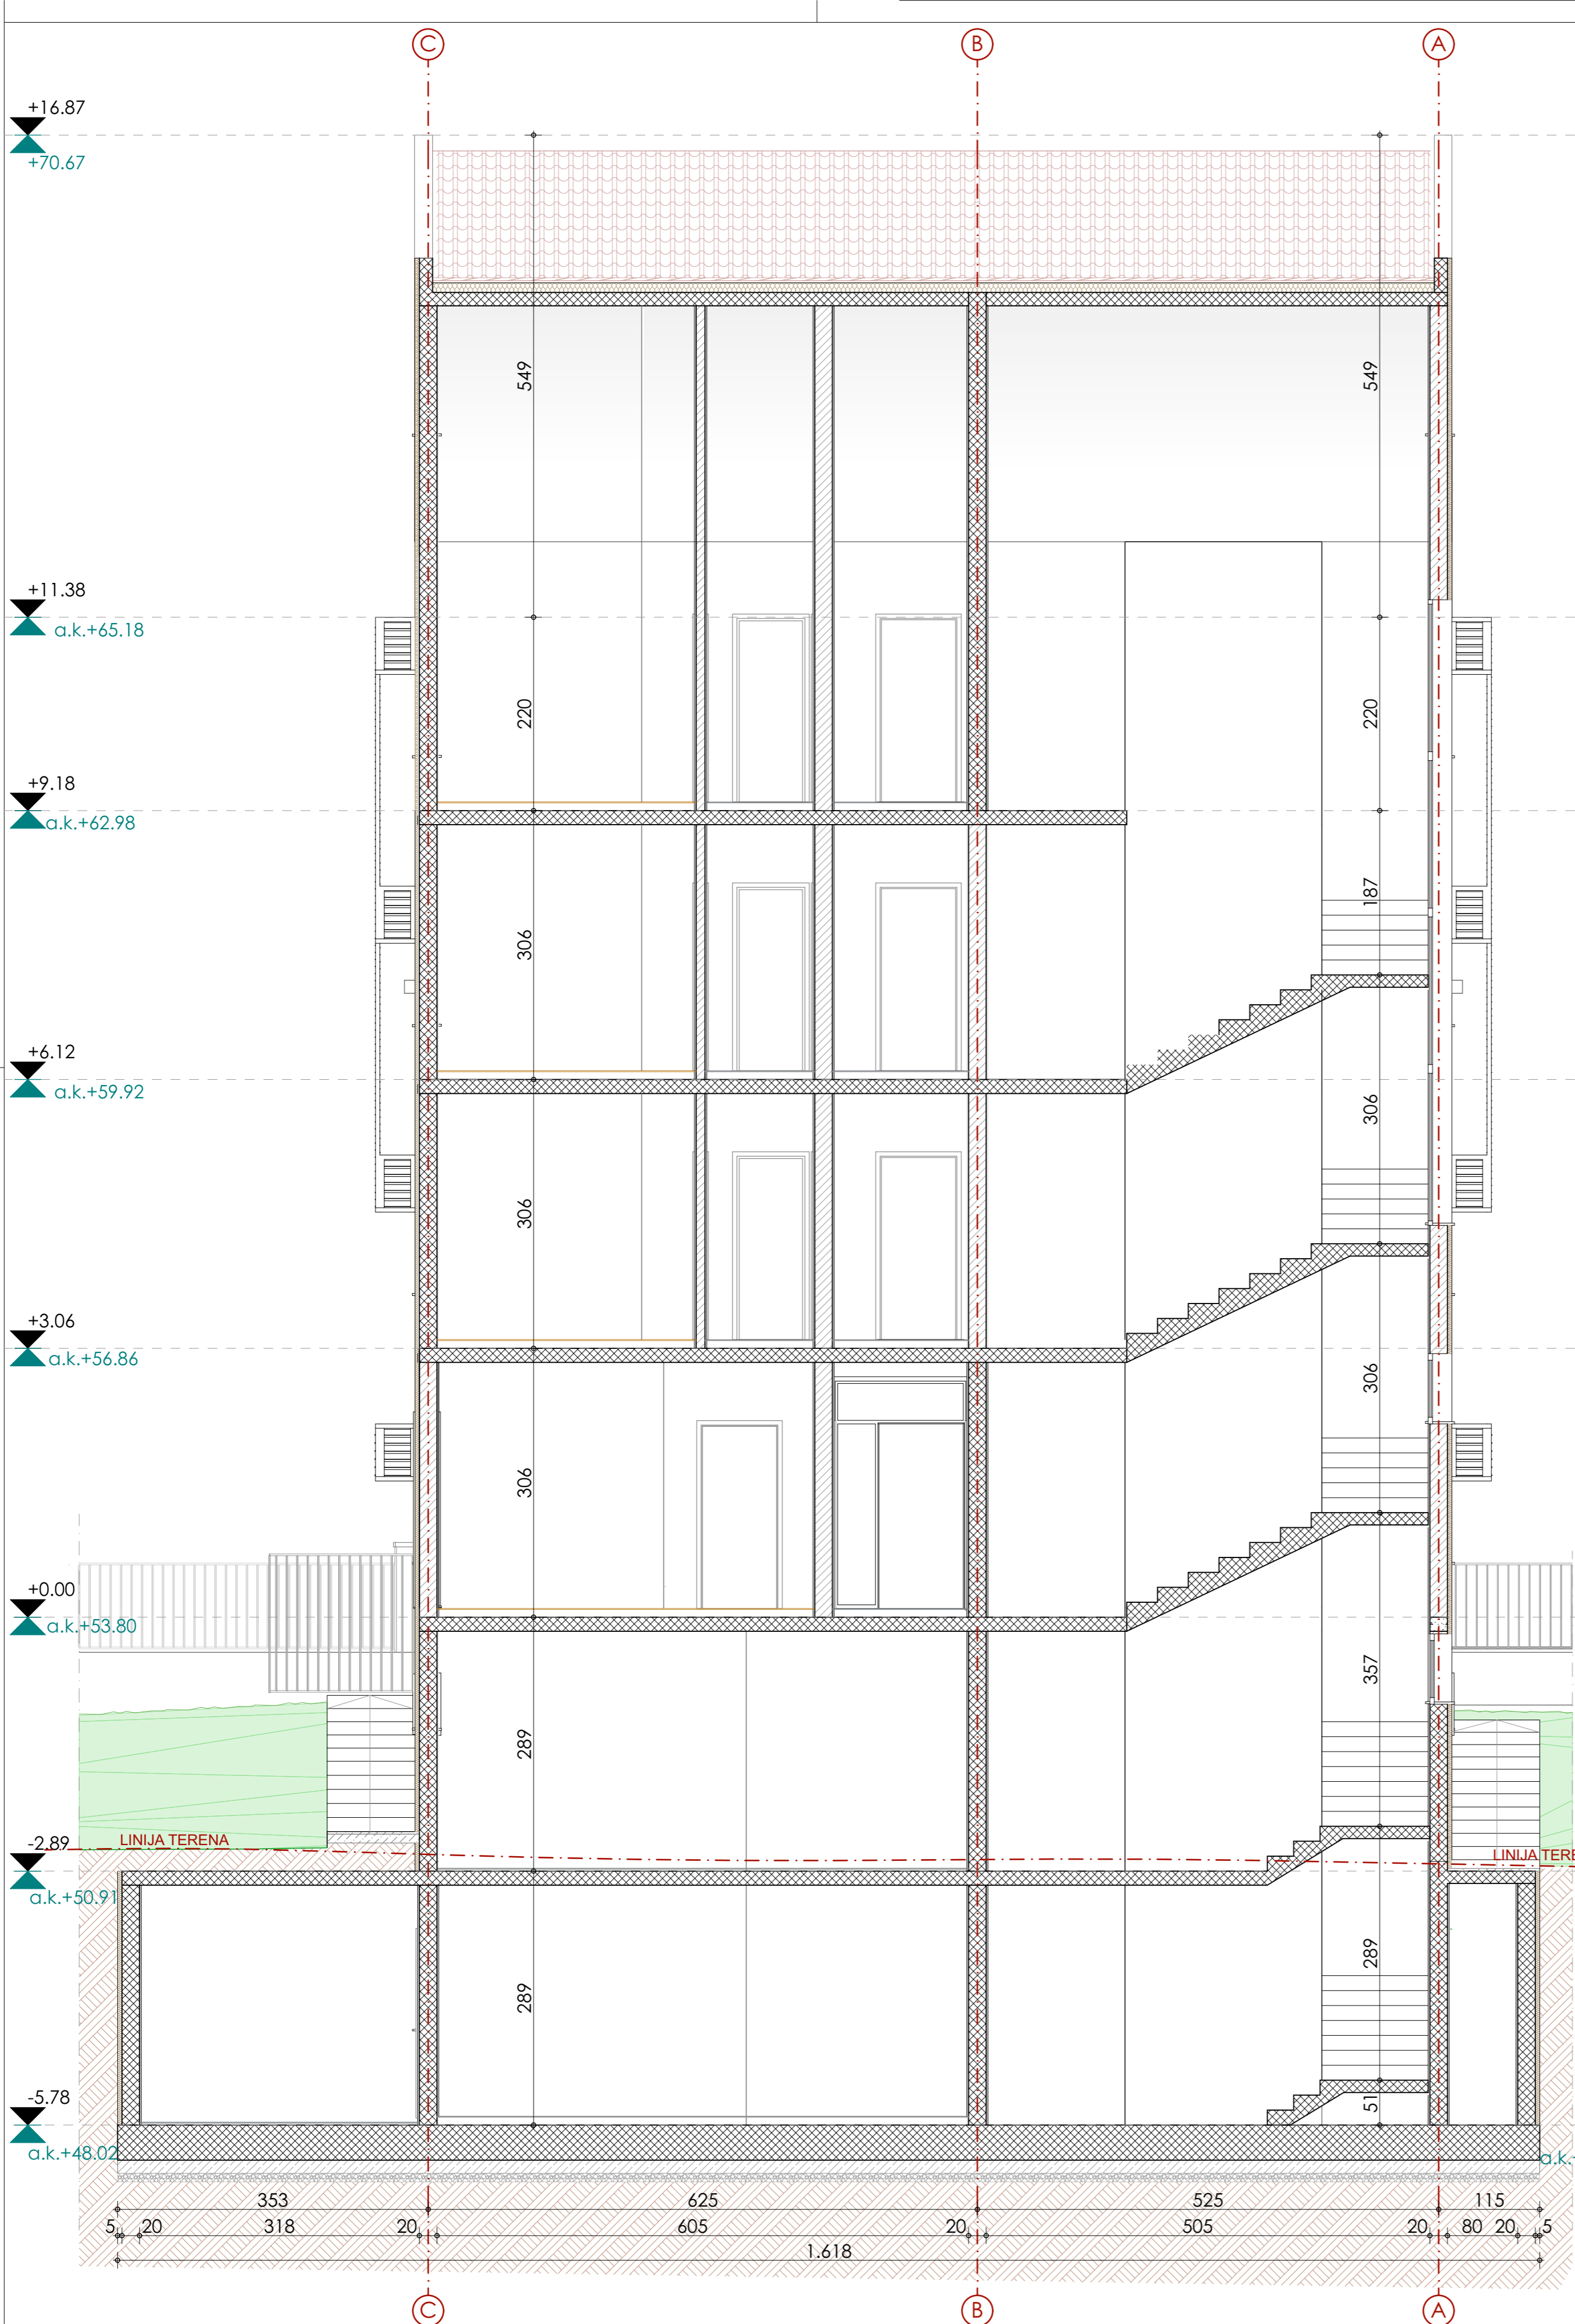 C B A
+16.87
+70.67
549 549
+11.38
a.k.+65.18
220 220
+9.18
a.k.+62.98
187
306
+6.12
a.k.+59.92
306
306
+3.06
a.k.+56.86
306
306
+0.00
a.k.+53.80
357
289
-2.89
LINIJA TERENA
LINIJA TERE
a.k.+50.91
289
289
-5.78
51
a.k.+48.02
a.k.
353 625 525 115
5 20 318 20 605 20 505 20 80 20 5
1.618
C B A